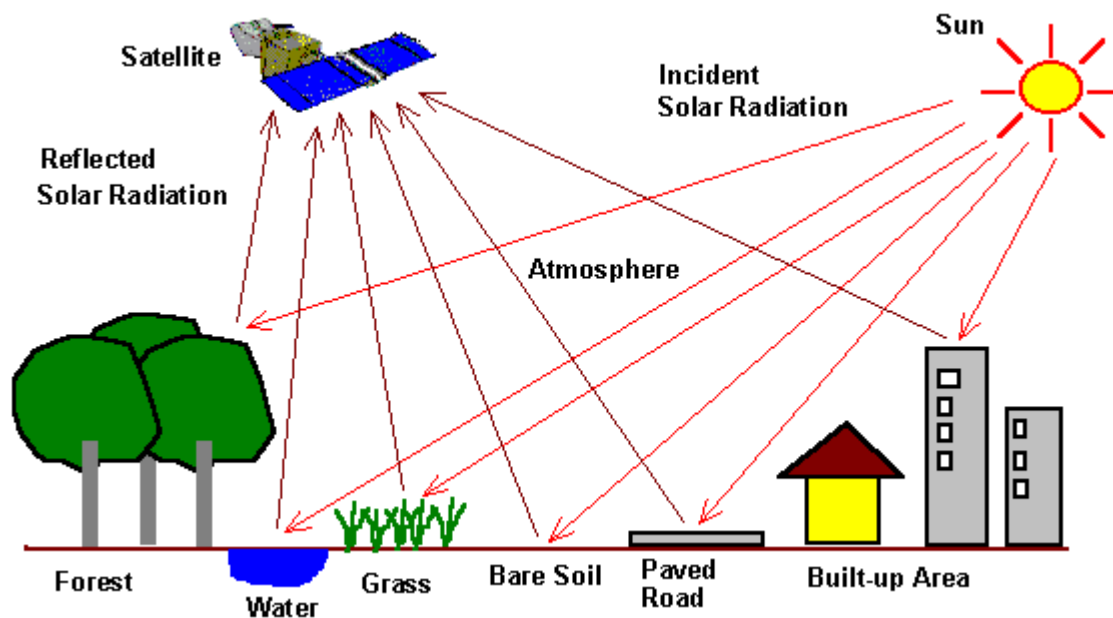 Sun
Satellite
Incident
Solar Radiation
Reflected
Solar Radiation
Atmosphere
Forest
Water
Grass
Bare Soil
Paved
Road
Built-up Area